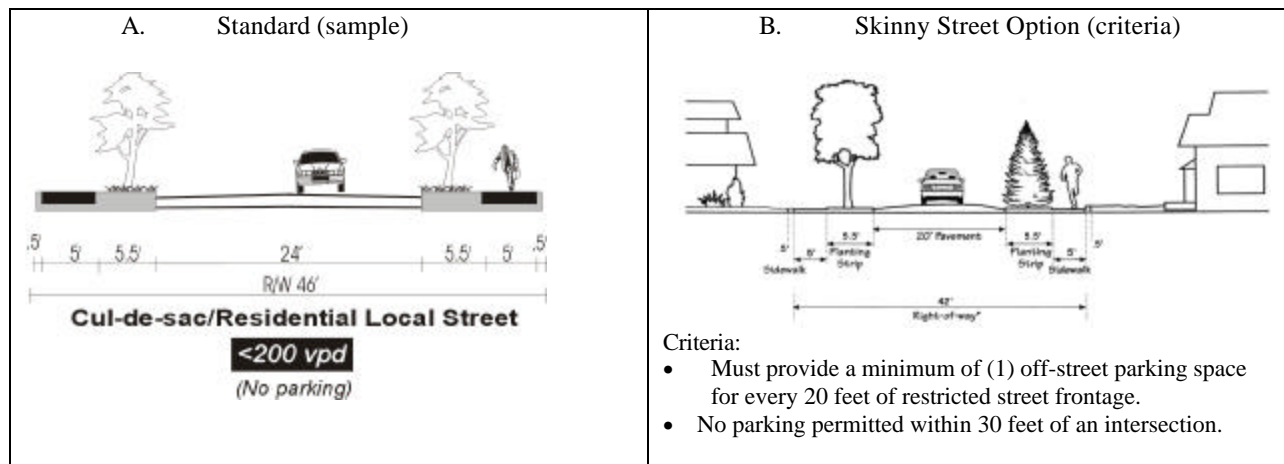 A. Standard (sample)
.5' 5' 5.5' 24' 5.5' 5' .5'
R/W 46'
Cul-de-sac/Residential Local Street
<200 vpd
(No parking)
B. Skinny Street Option (criteria)
5.5' 20' Pavement 5.5'
Planting Strip Planting Strip
Sidewalk 5' Sidewalk
42'
Right-of-way*
Criteria:
• Must provide a minimum of (1) off-street parking space
for every 20 feet of restricted street frontage.
• No parking permitted within 30 feet of an intersection.